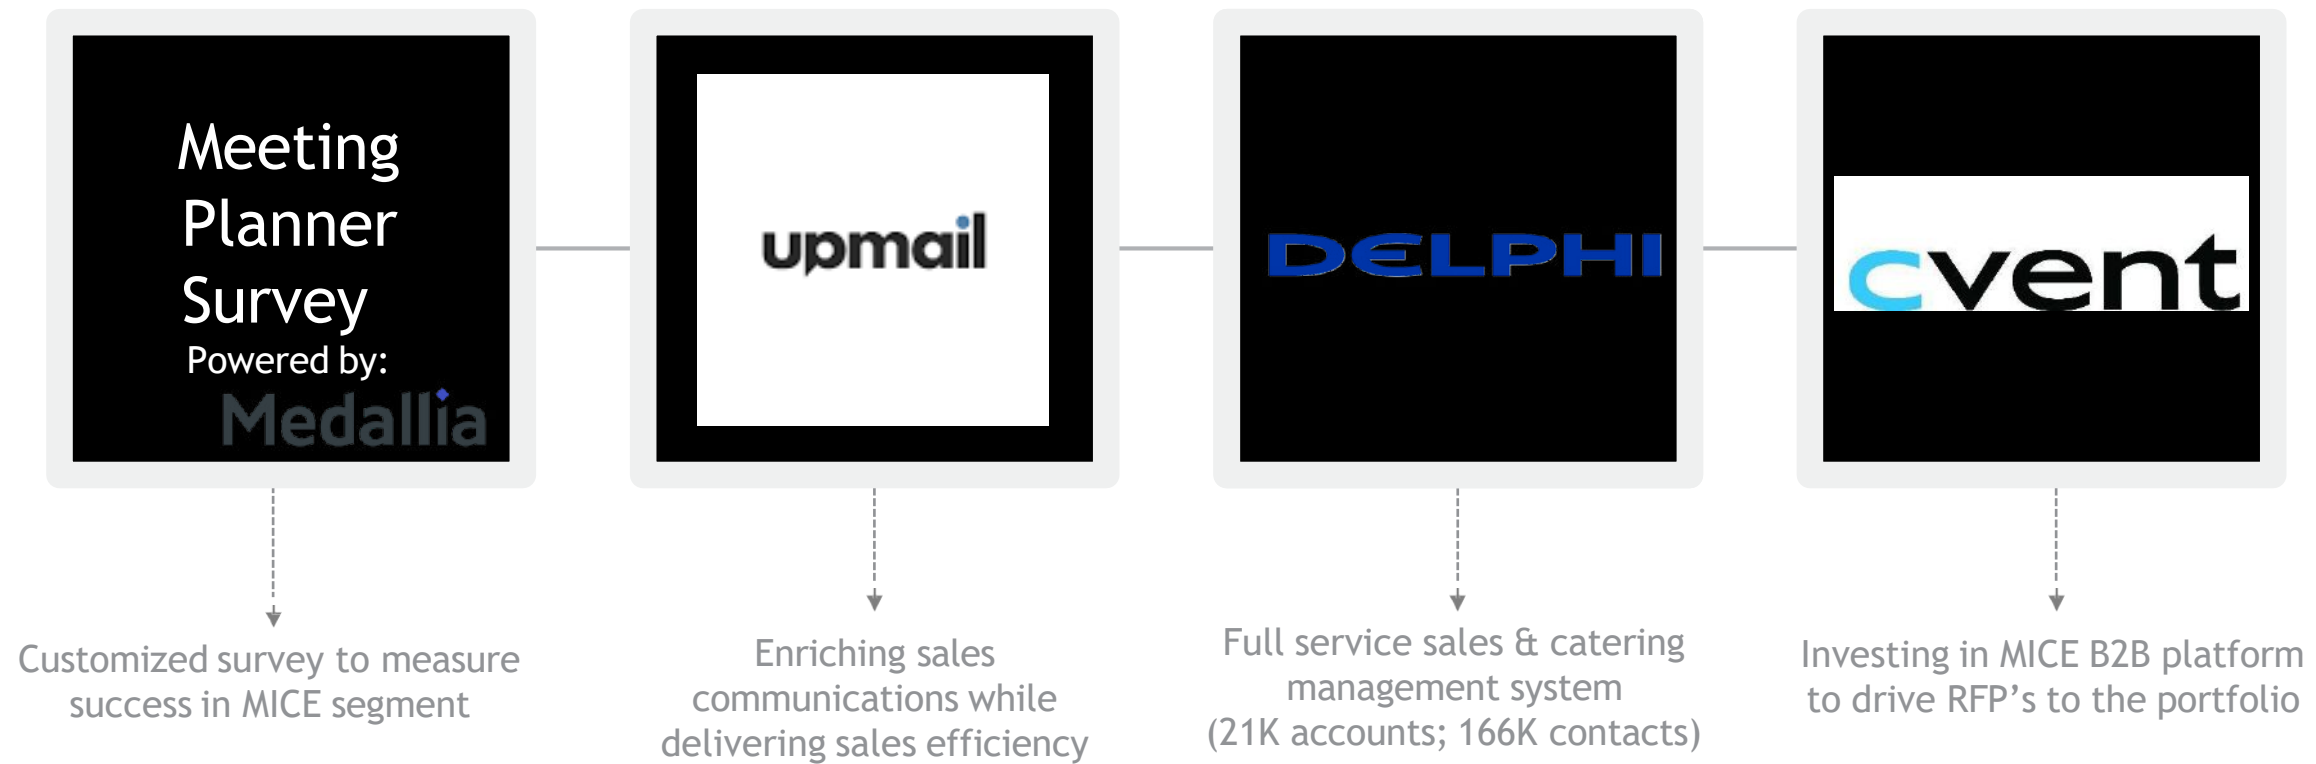 Meeting
Planner
Survey
Powered by:
Medallia
upmail
DELPHI
cvent
Customized survey to measure
success in MICE segment
Enriching sales
communications while
delivering sales efficiency
Full service sales & catering
management system
(21K accounts; 166K contacts)
Investing in MICE B2B platform
to drive RFP’s to the portfolio